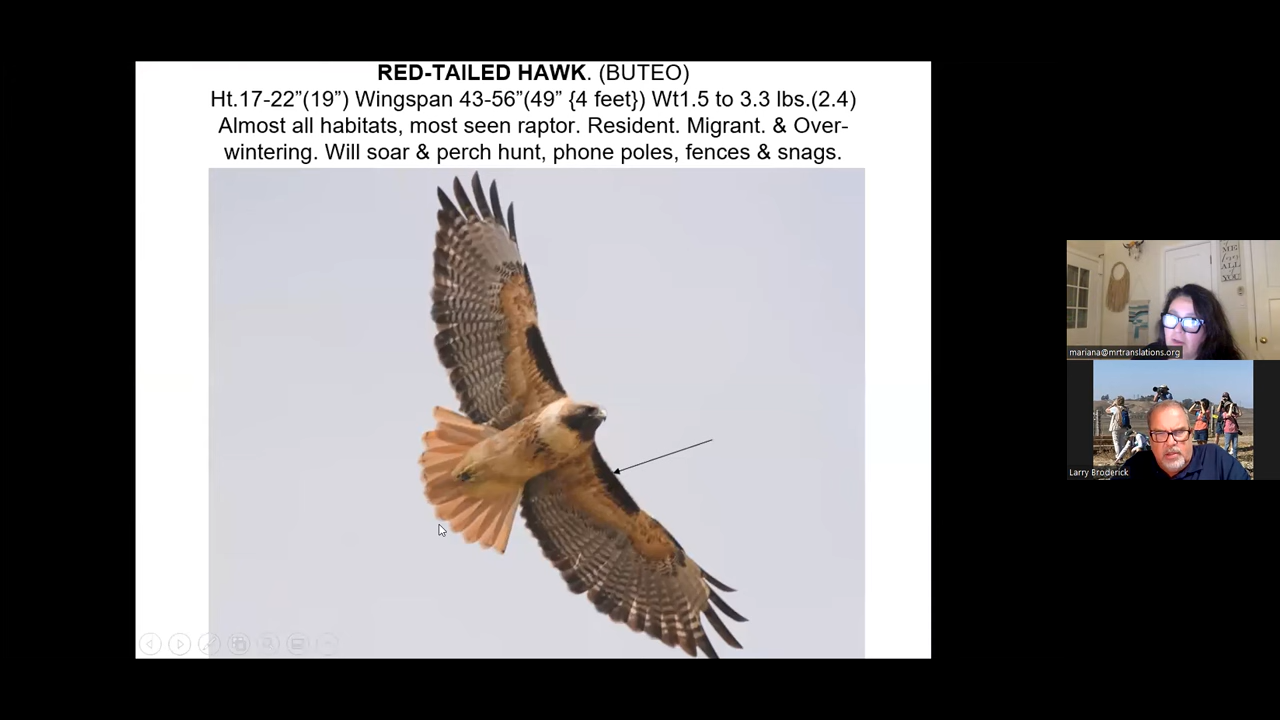 RED-TAILED HAWK. (BUTEO)
Ht.17-22”(19”) Wingspan 43-56”(49” {4 feet}) Wt1.5 to 3.3 lbs.(2.4)
Almost all habitats, most seen raptor. Resident. Migrant. & Over-
wintering. Will soar & perch hunt, phone poles, fences & snags.
ALL
YOU
mariana@mrtranslations.org
Larry Broderick